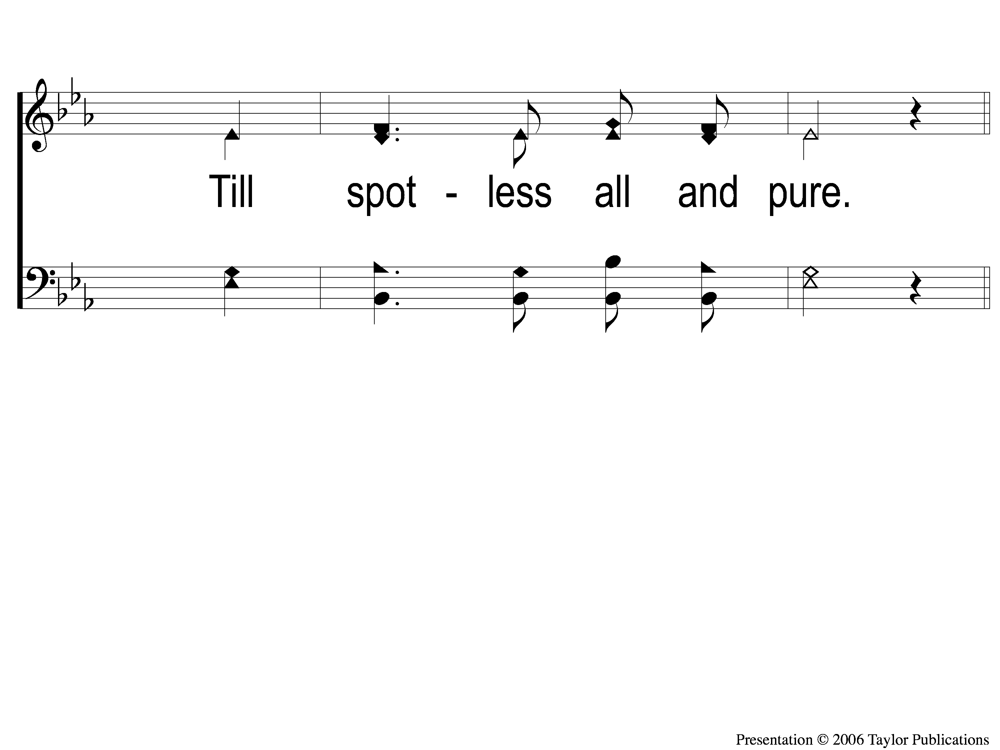 Till spot - less all and pure.
Presentation © 2006 Taylor Publications